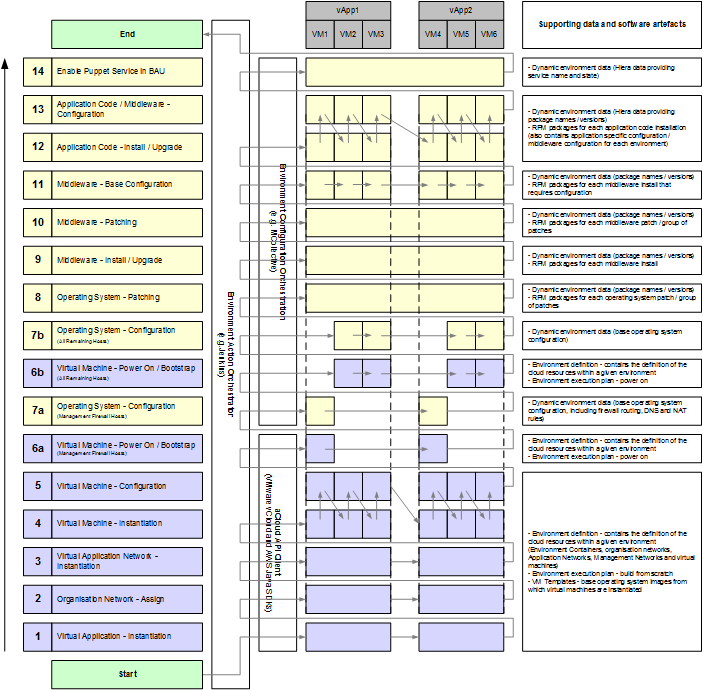 vApp1
vApp2
VM1
VM2
VM3
VM4
VM5
VM6
Supporting data and software artefacts
End
14
Enable Puppet Service in BAU
- Dynamic environment data (Hiera data providing
service name and state)
13
Application Code / Middleware -
Configuration
- Dynamic environment data (Hiera data providing
package names / versions)
- RPM packages for each application code installation
(also contains application specific configuration /
middleware configuration for each environment)
12
Application Code - Install / Upgrade
11
Middleware - Base Configuration
- Dynamic environment data (package names / versions)
- RPM packages for each middleware install that
requires configuration
10
Middleware - Patching
- Dynamic environment data (package names / versions)
- RPM packages for each middleware patch / group of
patches
9
Middleware - Install / Upgrade
- Dynamic environment data (package names / versions)
- RPM packages for each middleware install
8
Operating System - Patching
- Dynamic environment data (package names / versions)
- RPM packages for each operating system patch / group
of patches
7b
Operating System - Configuration
(All Remaining Hosts)
- Dynamic environment data (base operating system
configuration)
6b
Virtual Machine - Power On / Bootstrap
(All Remaining Hosts)
- Environment definition - contains the definition of the
cloud resources within a given environment
- Environment execution plan - power on
7a
Operating System - Configuration
(Management Firewall Hosts)
- Dynamic environment data (base operating system
configuration, including firewall routing, DNS and NAT
rules)
6a
Virtual Machine - Power On / Bootstrap
(Management Firewall Hosts)
- Environment definition - contains the definition of the
cloud resources within a given environment
- Environment execution plan - power on
5
Virtual Machine - Configuration
4
Virtual Machine - Instantiation
3
Virtual Application Network -
Instantiation
2
Organisation Network - Assign
1
Virtual Application - Instantiation
- Environment definition - contains the definition of the
cloud resources within a given environment
(Environment Containers, organisation networks,
Application Networks, Management Networks and virtual
machines)
- Environment execution plan - build from scratch
- VM Templates - base operating system images from
which virtual machines are instantiated
Start
Environment Action Orchestrator
(e.g. Jenkins)
Environment Configuration Orchestration
(e.g. MCollective)
aCloud API Client
(VMware vCloud and AWS Java SDKs)